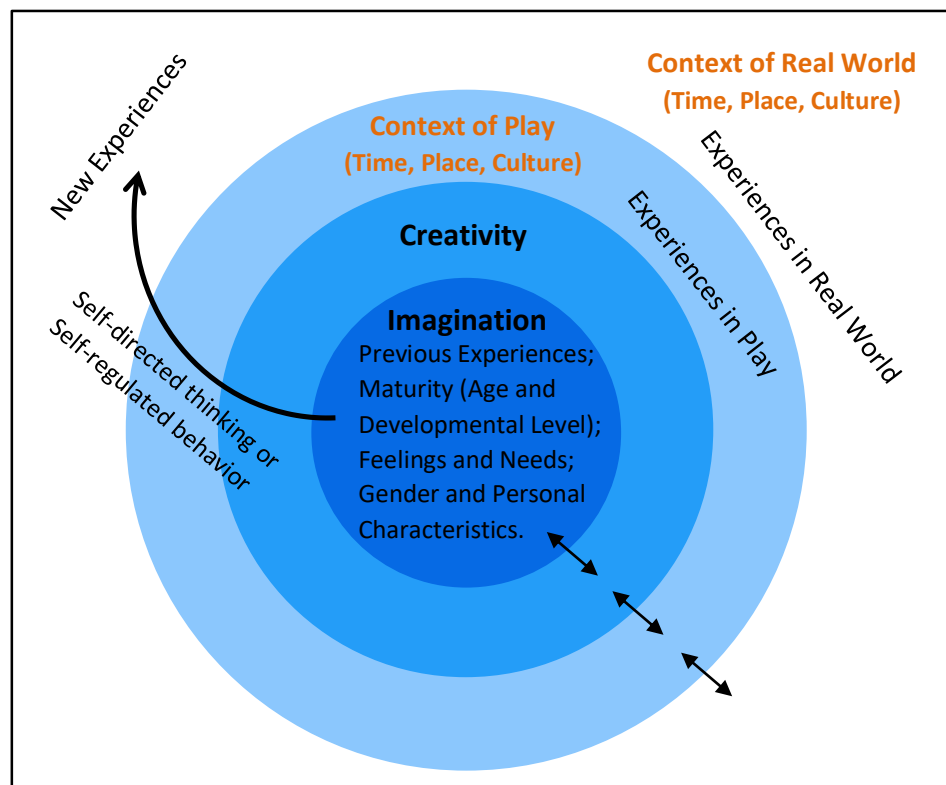 Context of Real World
(Time, Place, Culture)
New Experiences
Context of Play
(Time, Place, Culture)
Experiences in Real World
Experiences in Play
Creativity
Self-directed thinking or
Self-regulated behavior
Imagination
Previous Experiences;
Maturity (Age and
Developmental Level);
Feelings and Needs;
Gender and Personal
Characteristics.